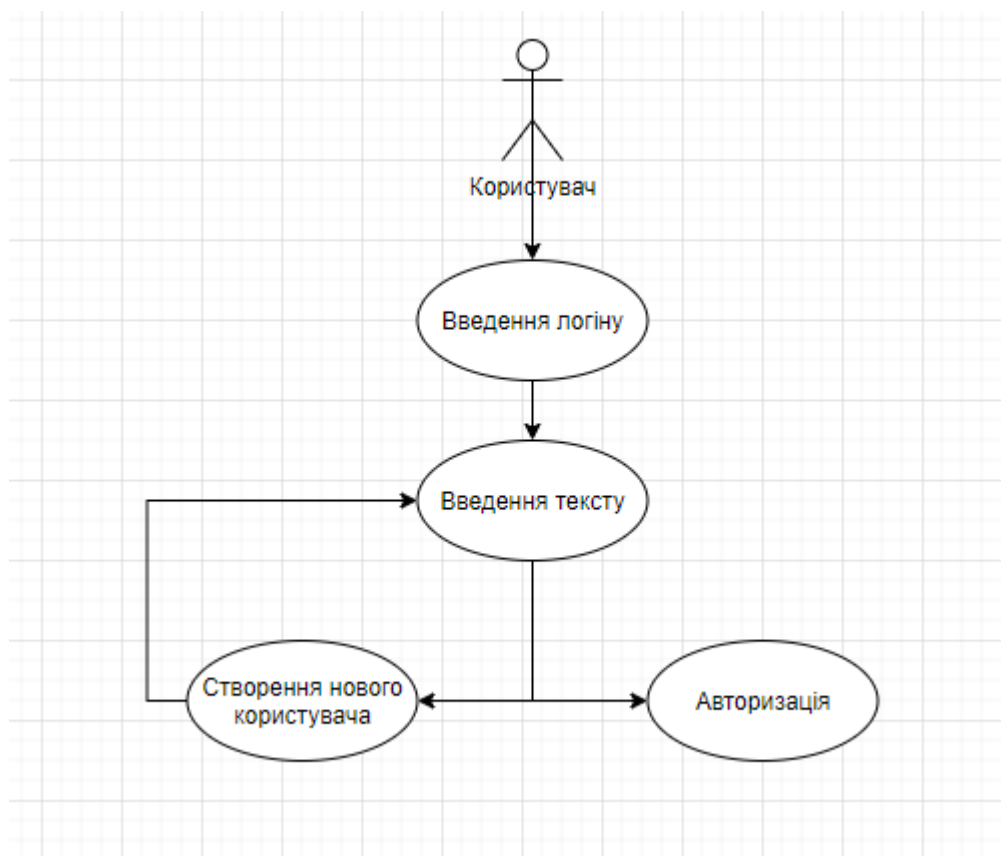 Користувач
Введення логіну
Введення тексту
Створення нового
користувача
Авторизація